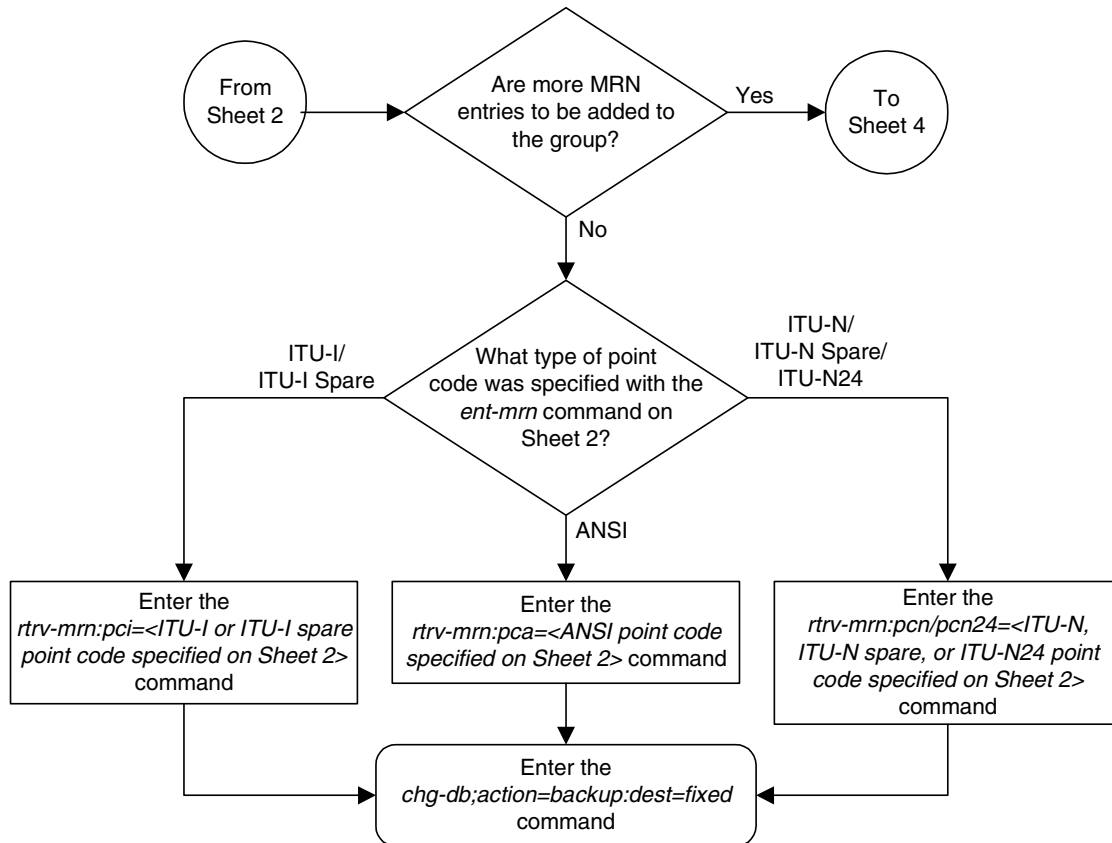 From
Sheet 2
Are more MRN
entries to be added to
the group?
Yes
To
Sheet 4
No
ITU-I/
ITU-I Spare
What type of point
code was specified with the
ent-mrn command on
Sheet 2?
ITU-N/
ITU-N Spare/
ITU-N24
ANSI
Enter the
rtrv-mrn:pci=<ITU-I or ITU-I spare
point code specified on Sheet 2>
command
Enter the
rtrv-mrn:pca=<ANSI point code
specified on Sheet 2> command
Enter the
rtrv-mrn:pcn/pcn24=<ITU-N,
ITU-N spare, or ITU-N24 point
code specified on Sheet 2>
command
Enter the
chg-db;action=backup:dest=fixed
command